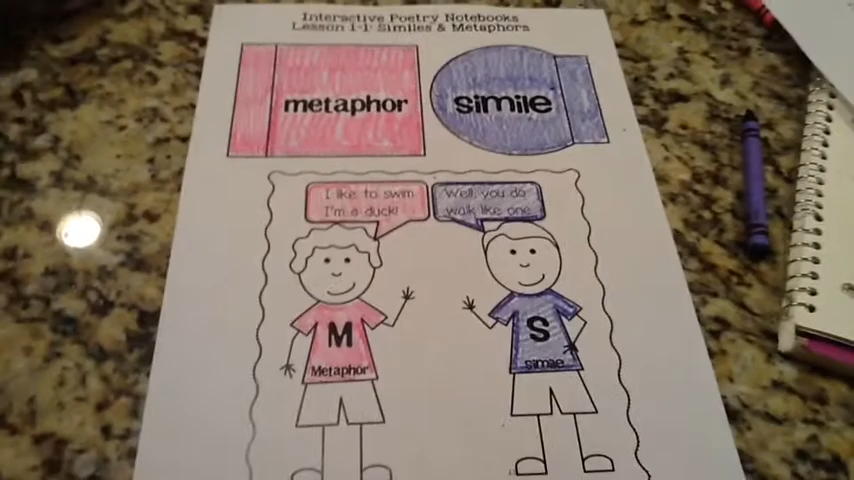 Interactive Poetry Notebooks
Lesson 1-1: Similes & Metaphors
metaphor
simile
I like to swim
I'm a duck!
Well, you do
walk like one
M
Metaphor
S
simile